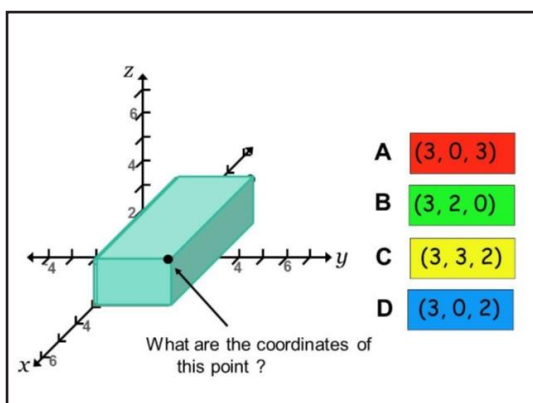 z
6
4
2
4
4
6
y
4
6
x
What are the coordinates of
this point ?
A (3, 0, 3)
B (3, 2, 0)
C (3, 3, 2)
D (3, 0, 2)